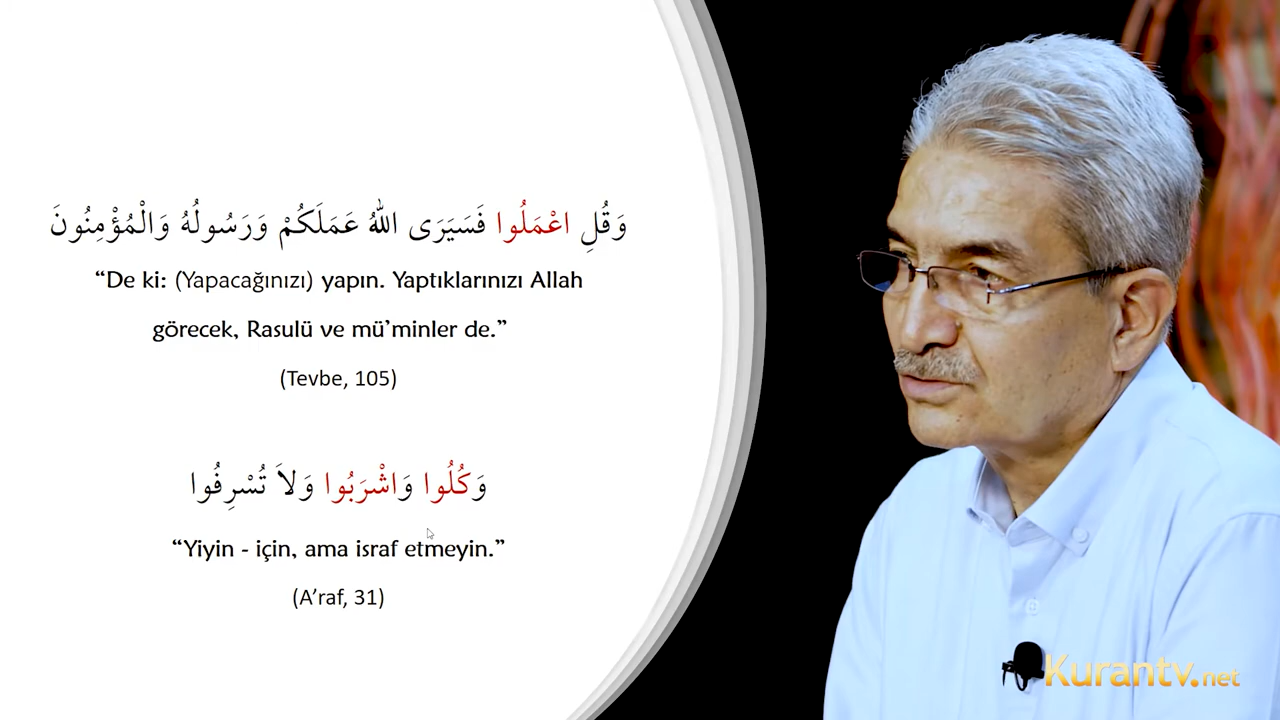 وَقُلِ اعْمَلُوا فَسَيَرَى اللهُ عَمَلَكُمْ وَرَسُولُهُ وَالْمُؤْمِنُونَ
“De ki: (Yapacağınızı) yapın. Yaptıklarınızı Allah
görecek, Rasulü ve mü’minler de.”
(Tevbe, 105)
وَكُلُوا وَاشْرَبُوا وَلاَ تُسْرِفُوا
“Yiyin - için, ama israf etmeyin.”
(A’raf, 31)
Kurantv.net